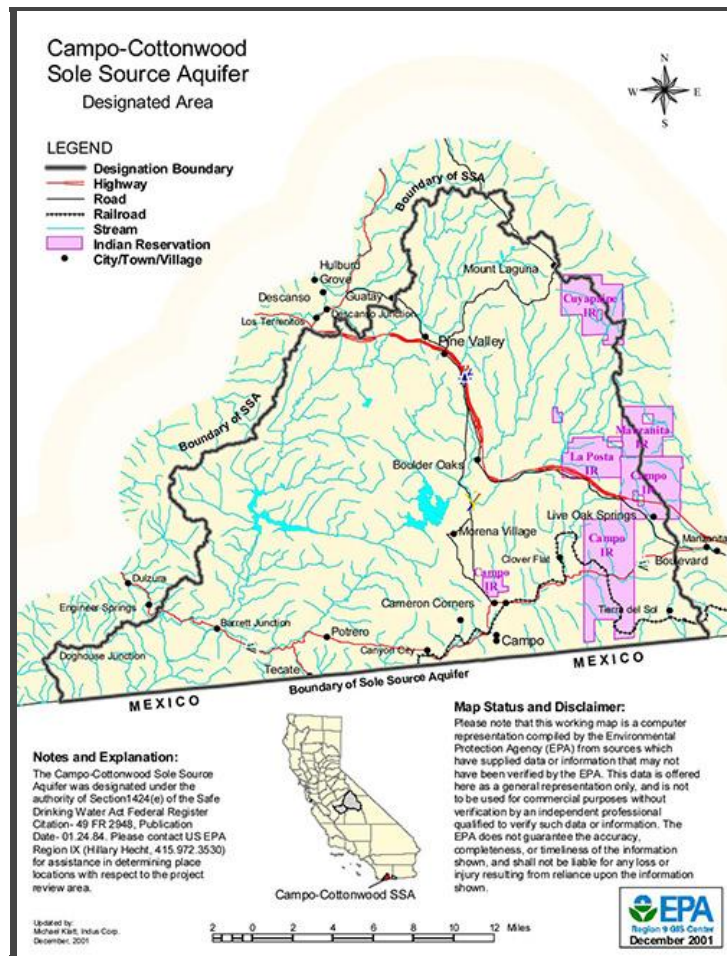 Campo-Cottonwood
Sole Source Aquifer
Designated Area
N
W
E
S
LEGEND
Designation Boundary
Highway
Road
Railroad
Stream
Indian Reservation
City/Town/Village
Boundary of SSA
Mount Laguna
Hulburd
Grove
Descanso
Guatay
Cuyapaipe
IR
Los Terrenitos
Descanso Junction
Pine Valley
Boundary of SSA
Manzanita
IR
La Posta
IR
Boulder Oaks
Campo
IR
Live Oak Springs
Morena Village
Campo
IR
Manzanita
Clover Flat
Boulevard
Dulzura
Campo
IR
Engineer Springs
Cameron Corners
Tierra del Sol
Barrett Junction
Potrero
Campo
Doghouse Junction
Canyon City
Tecate
MEXICO
Boundary of Sole Source Aquifer
MEXICO
Notes and Explanation:
The Campo-Cottonwood Sole Source
Aquifer was designated under the
authority of Section1424(e) of the Safe
Drinking Water Act Federal Register
Citation- 49 FR 2948, Publication
Date- 01.24.84. Please contact US EPA
Region IX (Hillary Hecht, 415.972.3530)
for assistance in determining place
locations with respect to the project
review area.
Campo-Cottonwood SSA
Map Status and Disclaimer:
Please note that this working map is a computer
representation compiled by the Environmental
Protection Agency (EPA) from sources which
have supplied data or information that may not
have been verified by the EPA. This data is offered
here as a general representation only, and is not
to be used for commercial purposes without
verification by an independent professional
qualified to verify such data or information. The
EPA does not guarantee the accuracy,
completeness, or timeliness of the information
shown, and shall not be liable for any loss or
injury resulting from reliance upon the information
shown.
Updated by:
Michael Klett, Indus Corp.
December, 2001
2 0 2 4 6 8 10 12 Miles
EPA
Region 9 GIS Center
December 2001